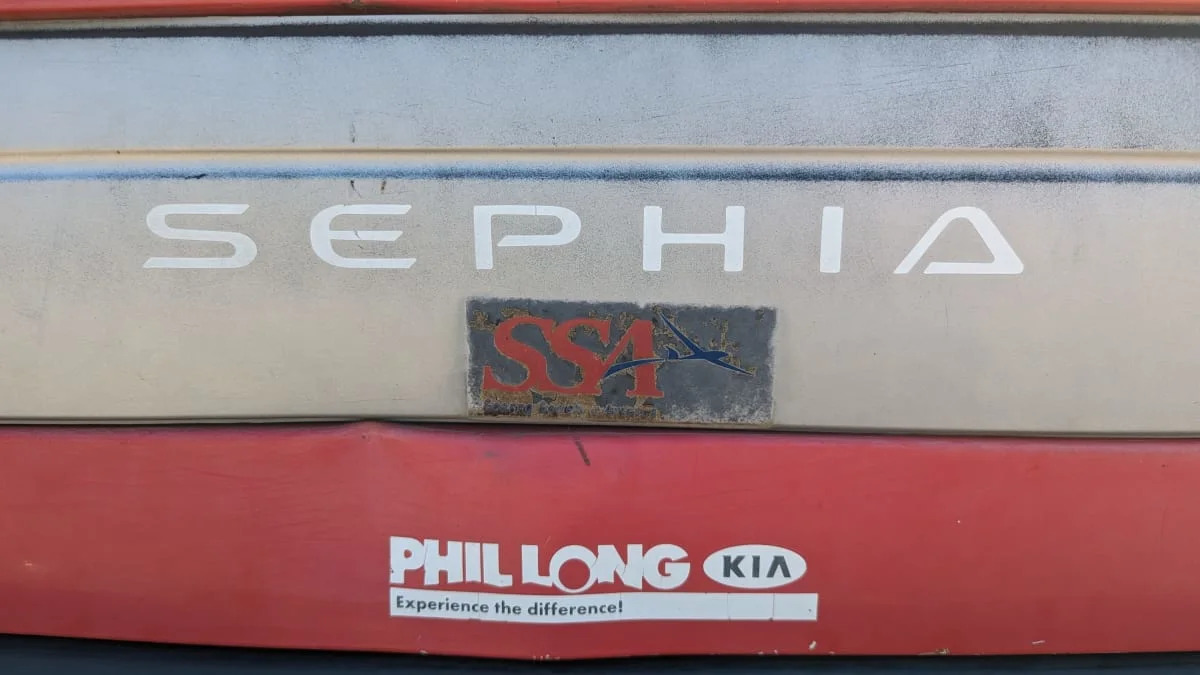 SEPHIA
SSA
PHIL LONG KIA
Experience the difference!